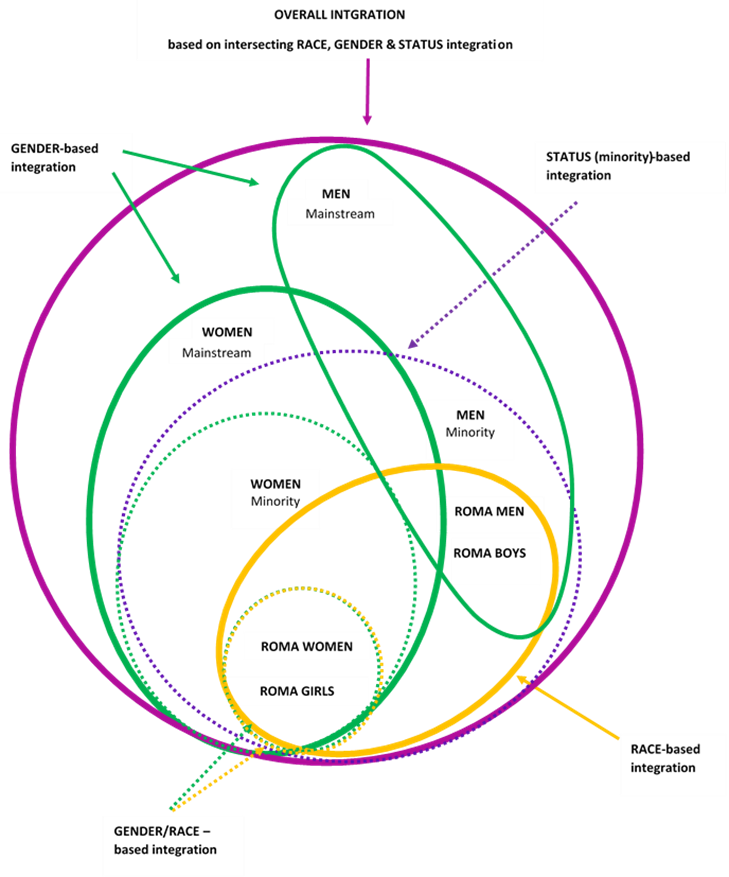 OVERALL INTGRATION
based on intersecting RACE, GENDER & STATUS integration
GENDER-based
integration
STATUS (minority)-based
integration
MEN
Mainstream
WOMEN
Mainstream
MEN
Minority
WOMEN
Minority
ROMA MEN
ROMA BOYS
ROMA WOMEN
ROMA GIRLS
RACE-based
integration
GENDER/RACE –
based integration